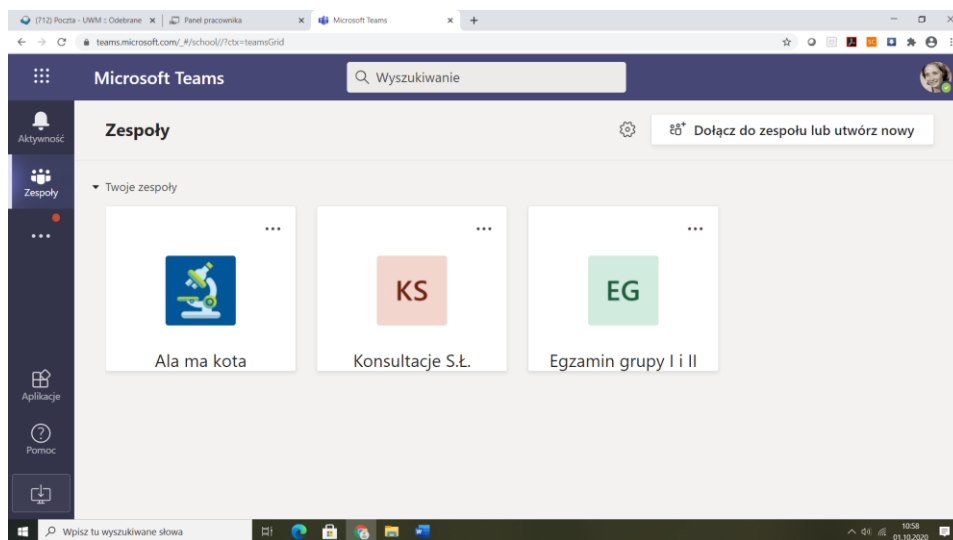 (712) Poczta - UWM :: Odebrane
Panel pracownika
Microsoft Teams
teams.microsoft.com/_#/school//?ctx=teamsGrid
Microsoft Teams
Wyszukiwanie
Aktywność
Zespoły
Dołącz do zespołu lub utwórz nowy
Zespoły
Twoje zespoły
KS
EG
Ala ma kota
Konsultacje S.Ł.
Egzamin grupy I i II
Aplikacje
Pomoc
Wpisz tu wyszukiwane słowa
10:58
01.10.2020